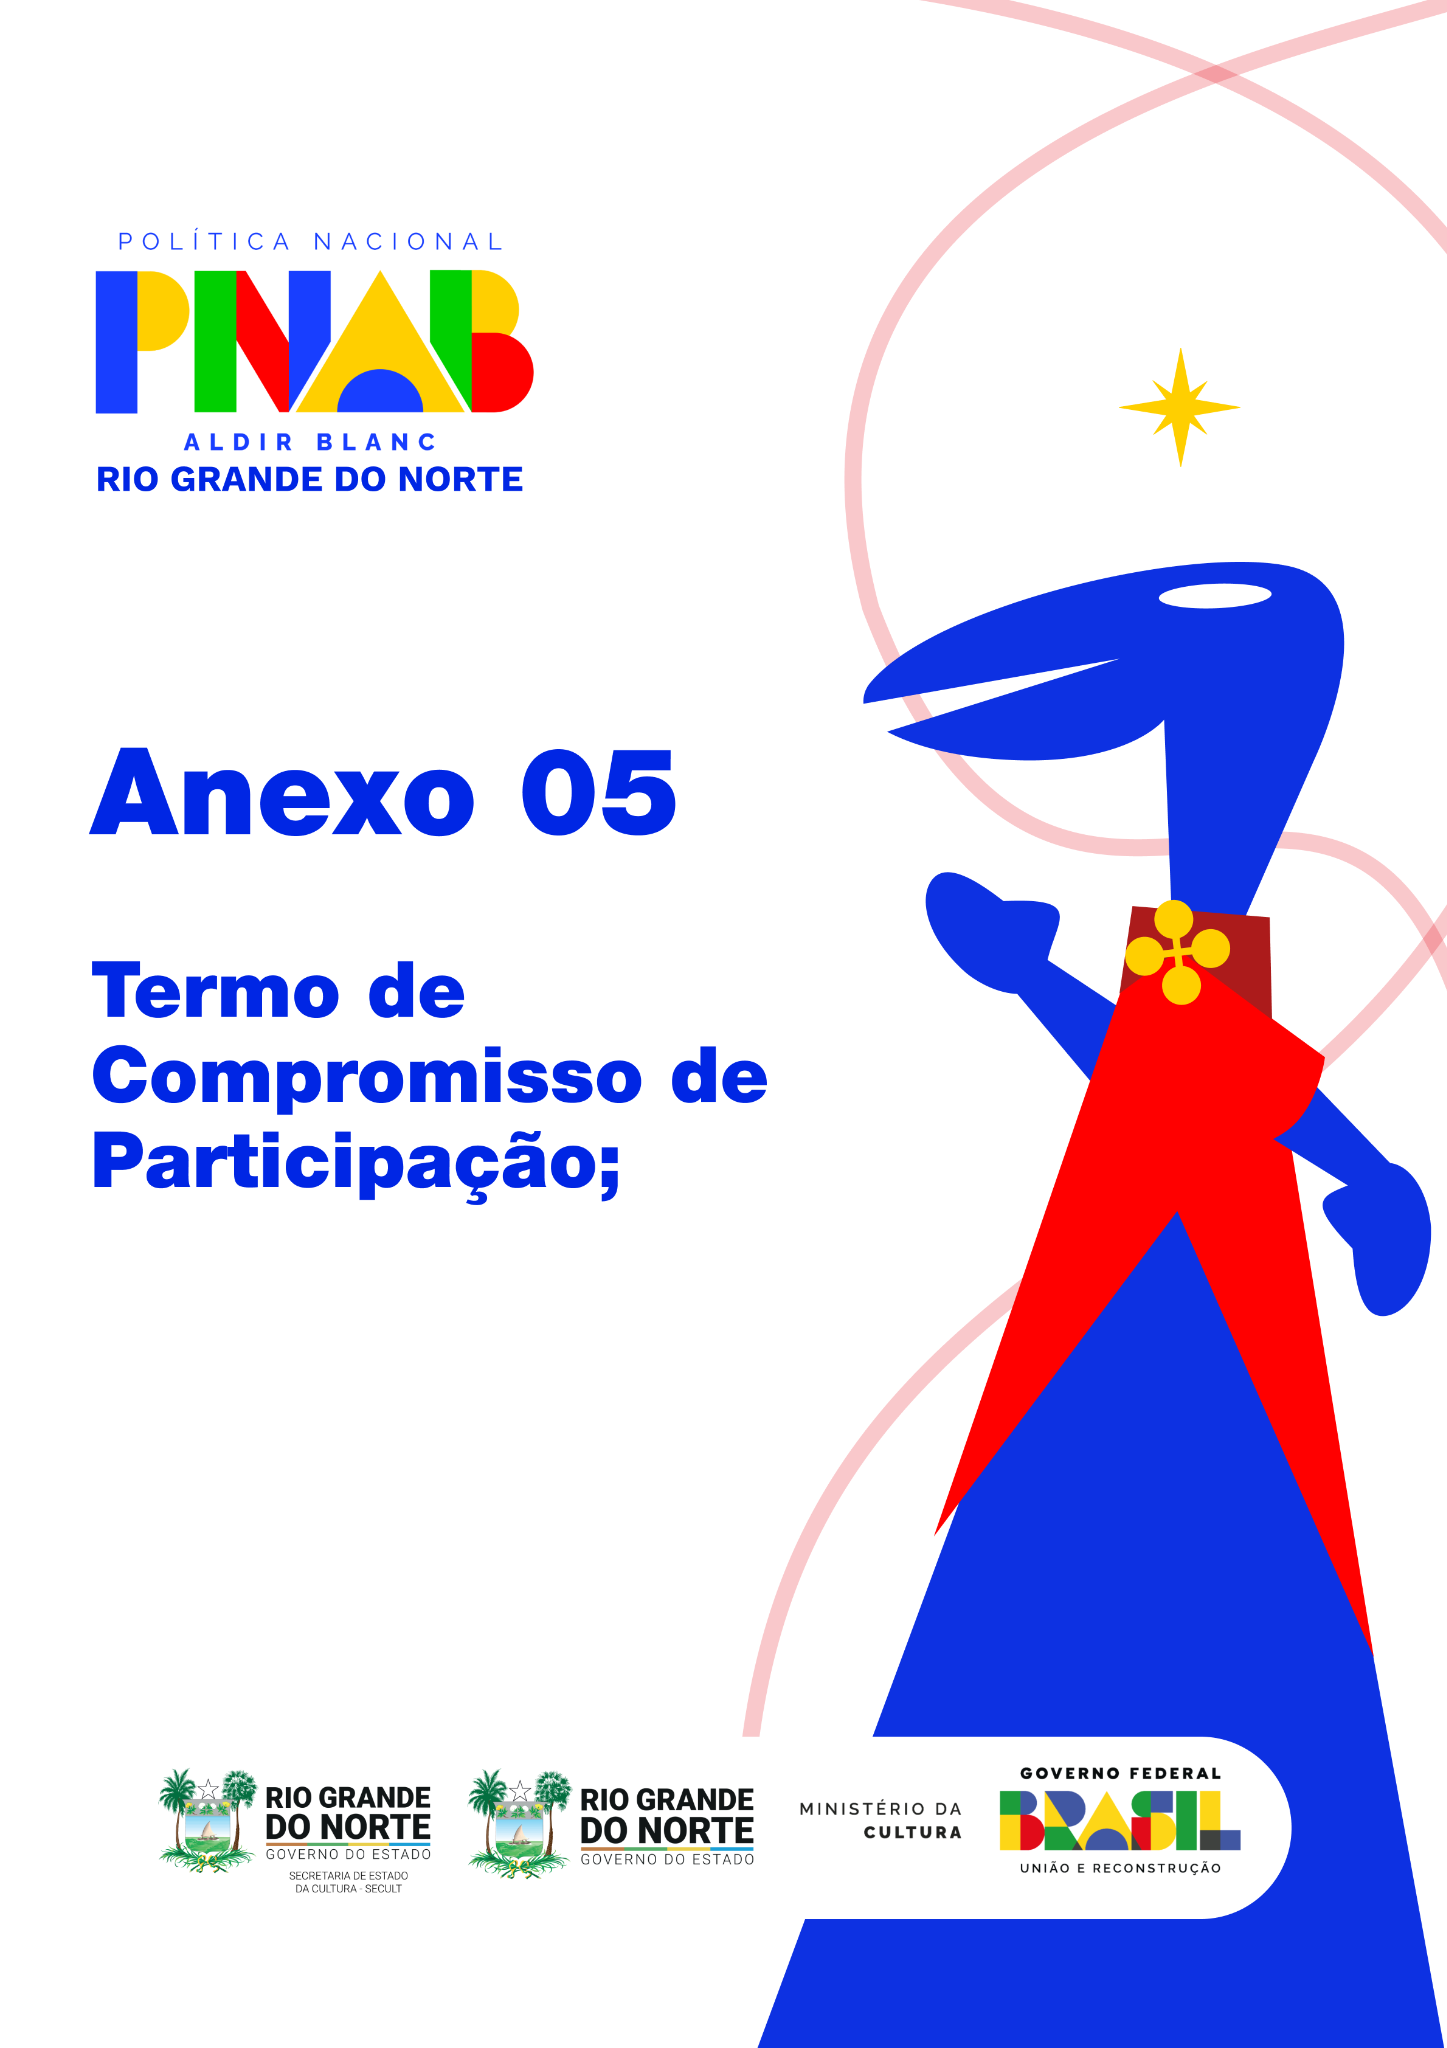 POLÍTICA NACIONAL
PNAB
ALDIR BLANC
RIO GRANDE DO NORTE
Anexo 05
Termo de
Compromisso de
Participação;
RIO GRANDE
DO NORTE
GOVERNO DO ESTADO
SECRETARIA DE ESTADO
DA CULTURA - SECULT
RIO GRANDE
DO NORTE
GOVERNO DO ESTADO
MINISTÉRIO DA
CULTURA
GOVERNO FEDERAL
BRASIL
UNIÃO E RECONSTRUÇÃO